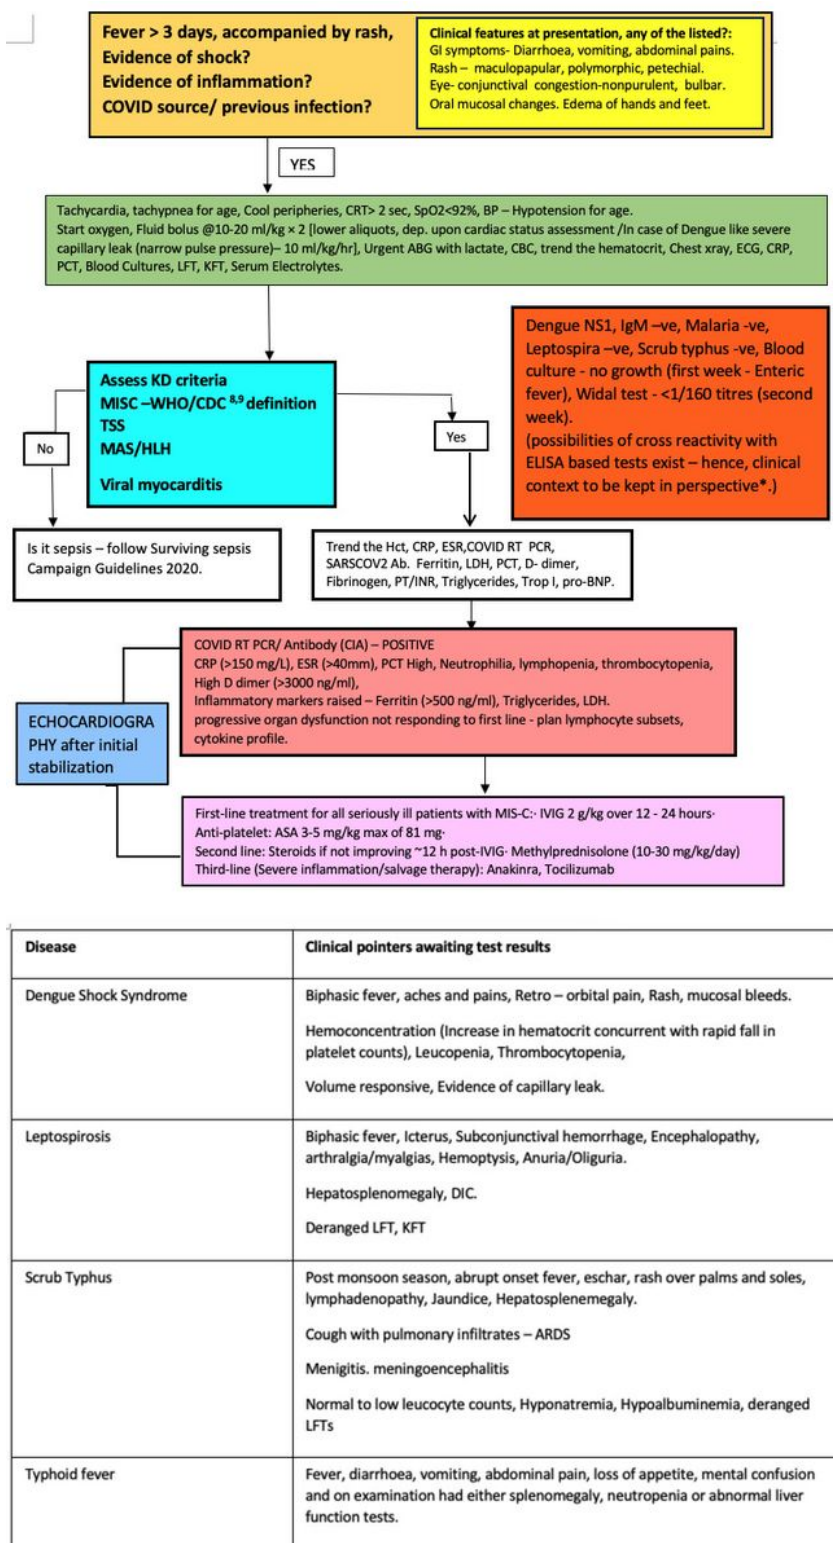 Fever > 3 days, accompanied by rash,
Evidence of shock?
Evidence of inflammation?
COVID source/ previous infection?
Clinical features at presentation, any of the listed?:
GI symptoms- Diarrhoea, vomiting, abdominal pains.
Rash – maculopapular, polymorphic, petechial.
Eye- conjunctival congestion-nonpurulent, bulbar.
Oral mucosal changes. Edema of hands and feet.
YES
Tachycardia, tachypnea for age, Cool peripheries, CRT> 2 sec, SpO2<92%, BP – Hypotension for age.
Start oxygen, Fluid bolus @10-20 ml/kg × 2 [lower aliquots, dep. upon cardiac status assessment /In case of Dengue like severe
capillary leak (narrow pulse pressure)– 10 ml/kg/hr], Urgent ABG with lactate, CBC, trend the hematocrit, Chest xray, ECG, CRP,
PCT, Blood Cultures, LFT, KFT, Serum Electrolytes.
Dengue NS1, IgM –ve, Malaria -ve,
Leptospira –ve, Scrub typhus -ve, Blood
culture - no growth (first week - Enteric
fever), Widal test - <1/160 titres (second
week).
(possibilities of cross reactivity with
ELISA based tests exist – hence, clinical
context to be kept in perspective*.)
Assess KD criteria
MISC –WHO/CDC 8,9 definition
TSS
MAS/HLH
Viral myocarditis
No
Yes
Is it sepsis – follow Surviving sepsis
Campaign Guidelines 2020.
Trend the Hct, CRP, ESR,COVID RT PCR,
SARSCOV2 Ab. Ferritin, LDH, PCT, D- dimer,
Fibrinogen, PT/INR, Triglycerides, Trop I, pro-BNP.
COVID RT PCR/ Antibody (CIA) – POSITIVE
CRP (>150 mg/L), ESR (>40mm), PCT High, Neutrophilia, lymphopenia, thrombocytopenia,
High D dimer (>3000 ng/ml),
Inflammatory markers raised – Ferritin (>500 ng/ml), Triglycerides, LDH.
progressive organ dysfunction not responding to first line - plan lymphocyte subsets,
cytokine profile.
ECHOCARDIOGRA
PHY after initial
stabilization
First-line treatment for all seriously ill patients with MIS-C:· IVIG 2 g/kg over 12 - 24 hours·
Anti-platelet: ASA 3-5 mg/kg max of 81 mg·
Second line: Steroids if not improving ~12 h post-IVIG· Methylprednisolone (10-30 mg/kg/day)
Third-line (Severe inflammation/salvage therapy): Anakinra, Tocilizumab
Disease
Clinical pointers awaiting test results
Dengue Shock Syndrome
Biphasic fever, aches and pains, Retro – orbital pain, Rash, mucosal bleeds.
Hemoconcentration (Increase in hematocrit concurrent with rapid fall in
platelet counts), Leucopenia, Thrombocytopenia,
Volume responsive, Evidence of capillary leak.
Leptospirosis
Biphasic fever, Icterus, Subconjunctival hemorrhage, Encephalopathy,
arthralgia/myalgias, Hemoptysis, Anuria/Oliguria.
Hepatosplenomegaly, DIC.
Deranged LFT, KFT
Scrub Typhus
Post monsoon season, abrupt onset fever, eschar, rash over palms and soles,
lymphadenopathy, Jaundice, Hepatosplenemegaly.
Cough with pulmonary infiltrates – ARDS
Menigitis. meningoencephalitis
Normal to low leucocyte counts, Hyponatremia, Hypoalbuminemia, deranged
LFTs
Typhoid fever
Fever, diarrhoea, vomiting, abdominal pain, loss of appetite, mental confusion
and on examination had either splenomegaly, neutropenia or abnormal liver
function tests.